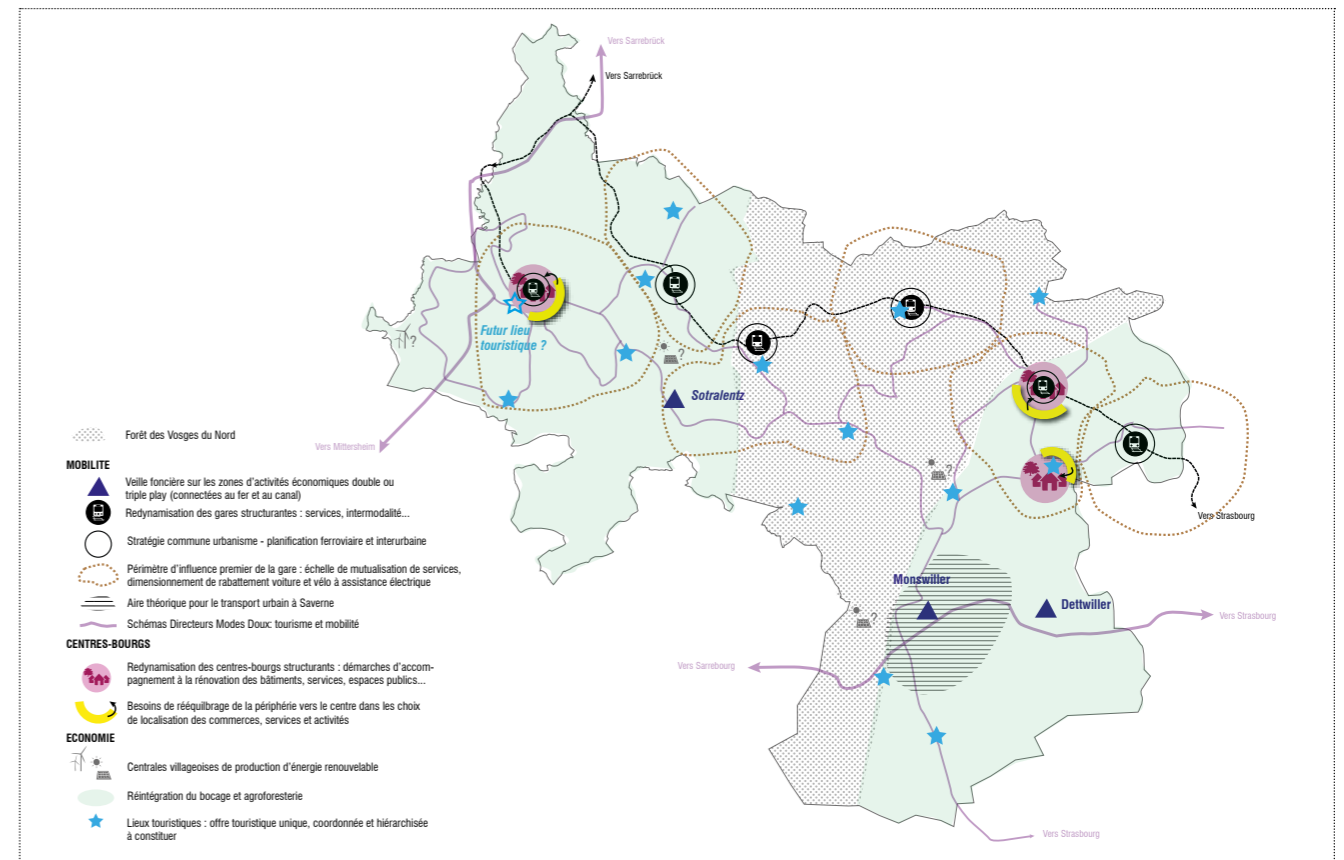 Vers Sarrebrück
Vers Sarrebrück
Futur lieu
touristique ?
?
?
Sotralentz
Vers Mittersheim
?
Vers Strasbourg
Monswiller
Dettwiller
?
Vers Strasbourg
Vers Sarrebourg
Vers Strasbourg
Forêt des Vosges du Nord
MOBILITE
Veille foncière sur les zones d'activités économiques double ou
triple play (connectées au fer et au canal)
Redynamisation des gares structurantes : services, intermodalité...
Stratégie commune urbanisme - planification ferroviaire et interurbaine
Périmètre d'influence premier de la gare : échelle de mutualisation de services,
dimensionnement de rabattement voiture et vélo à assistance électrique
Aire théorique pour le transport urbain à Saverne
Schémas Directeurs Modes Doux: tourisme et mobilité
CENTRES-BOURGS
Redynamisation des centres-bourgs structurants : démarches d'accom-
pagnement à la rénovation des bâtiments, services, espaces publics...
Besoins de rééquilbrage de la périphérie vers le centre dans les choix
de localisation des commerces, services et activités
ECONOMIE
Centrales villageoises de production d'énergie renouvelable
Réintégration du bocage et agroforesterie
Lieux touristiques : offre touristique unique, coordonnée et hiérarchisée
à constituer